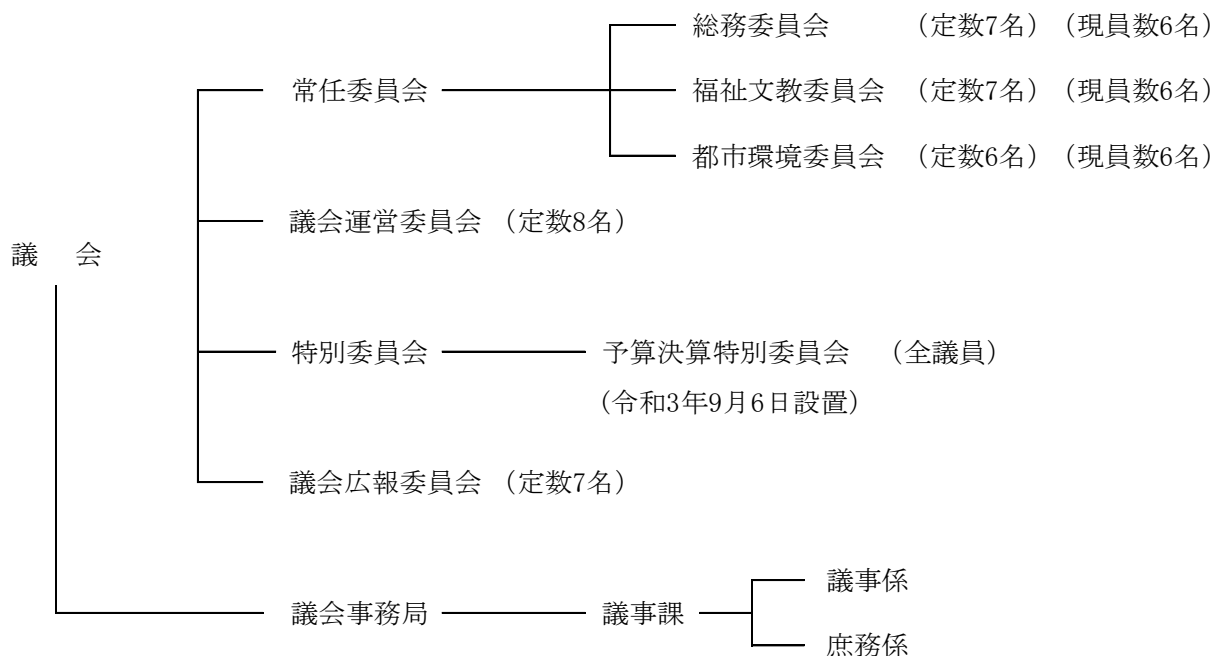 総務委員会 （定数7名）（現員数6名）
常任委員会 福祉文教委員会 （定数7名）（現員数6名）
都市環境委員会 （定数6名）（現員数6名）
議会運営委員会 （定数8名）
議 会
特別委員会 予算決算特別委員会 （全議員）
（令和3年9月6日設置）
議会広報委員会 （定数7名）
議事係
議会事務局 議事課
庶務係